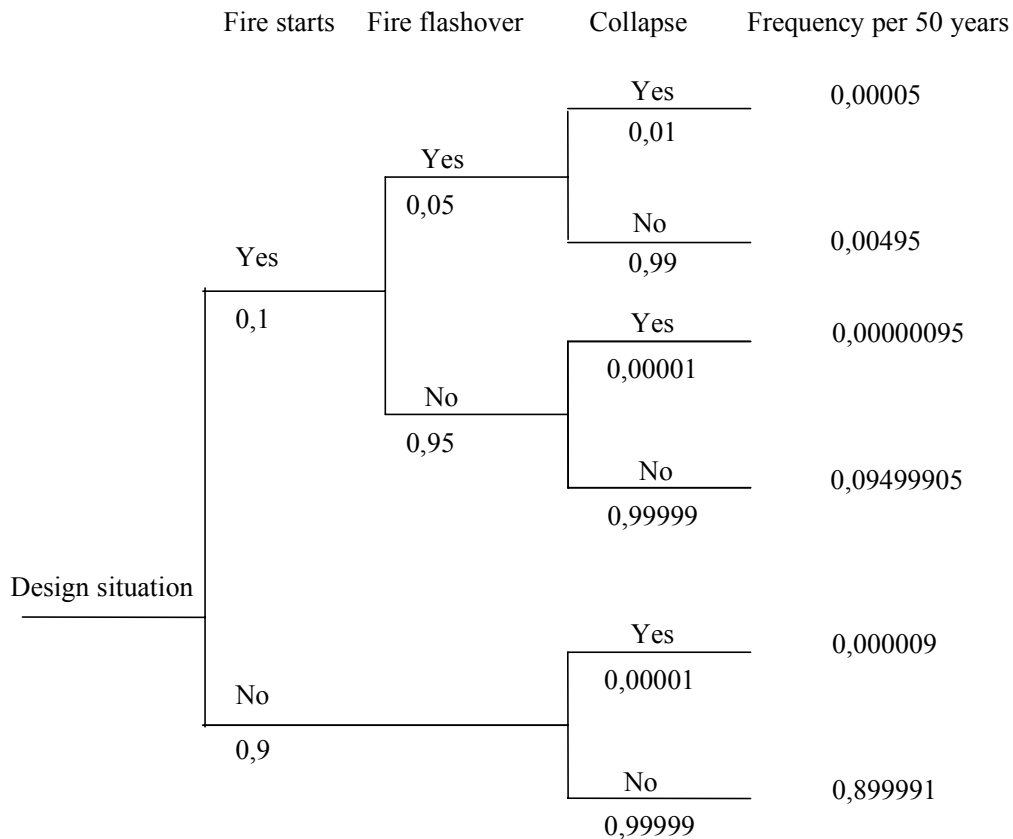 Fire starts Fire flashover Collapse Frequency per 50 years
Yes 0,00005
0,01
Yes
0,05
No 0,00495
0,99
Yes
0,1
Yes 0,00000095
0,00001
No
0,95
No 0,09499905
0,99999
Design situation
Yes 0,000009
0,00001
No
0,9
No 0,899991
0,99999